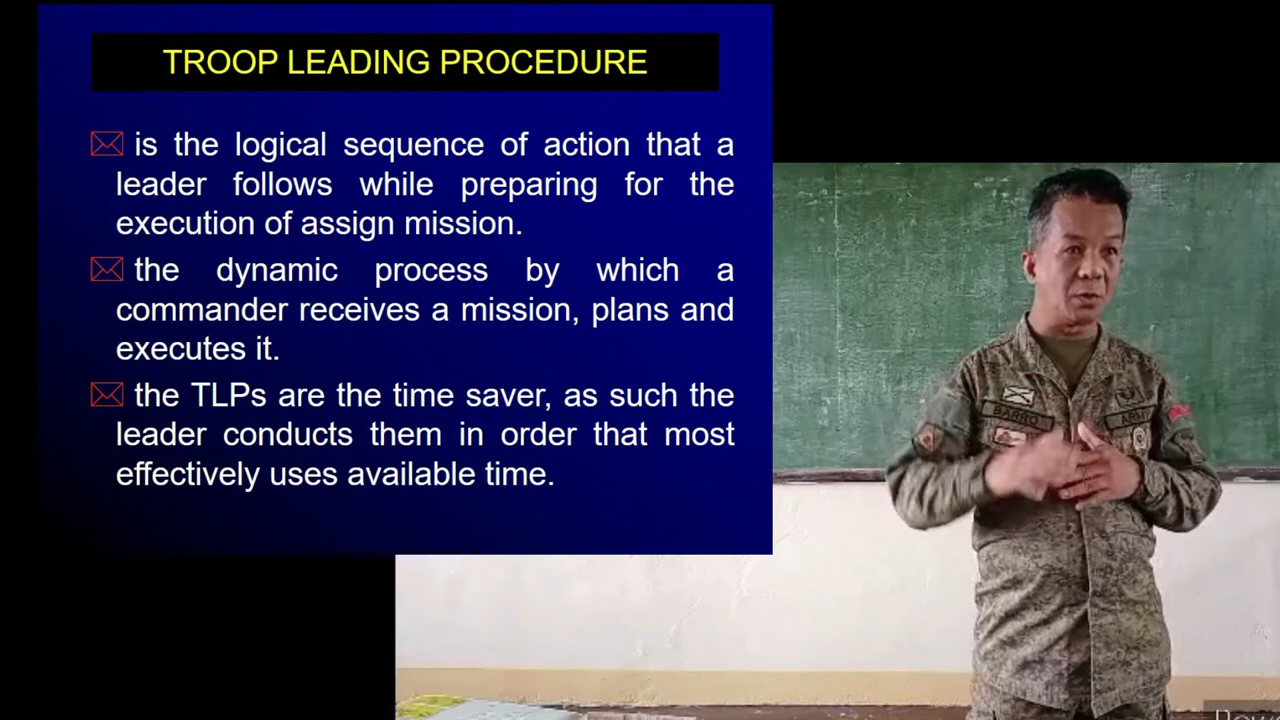 TROOP LEADING PROCEDURE
is the logical sequence of action that a
leader follows while preparing for the
execution of assign mission.
the dynamic process by which a
commander receives a mission, plans and
executes it.
the TLPs are the time saver, as such the
leader conducts them in order that most
effectively uses available time.
BARRO
ARMY